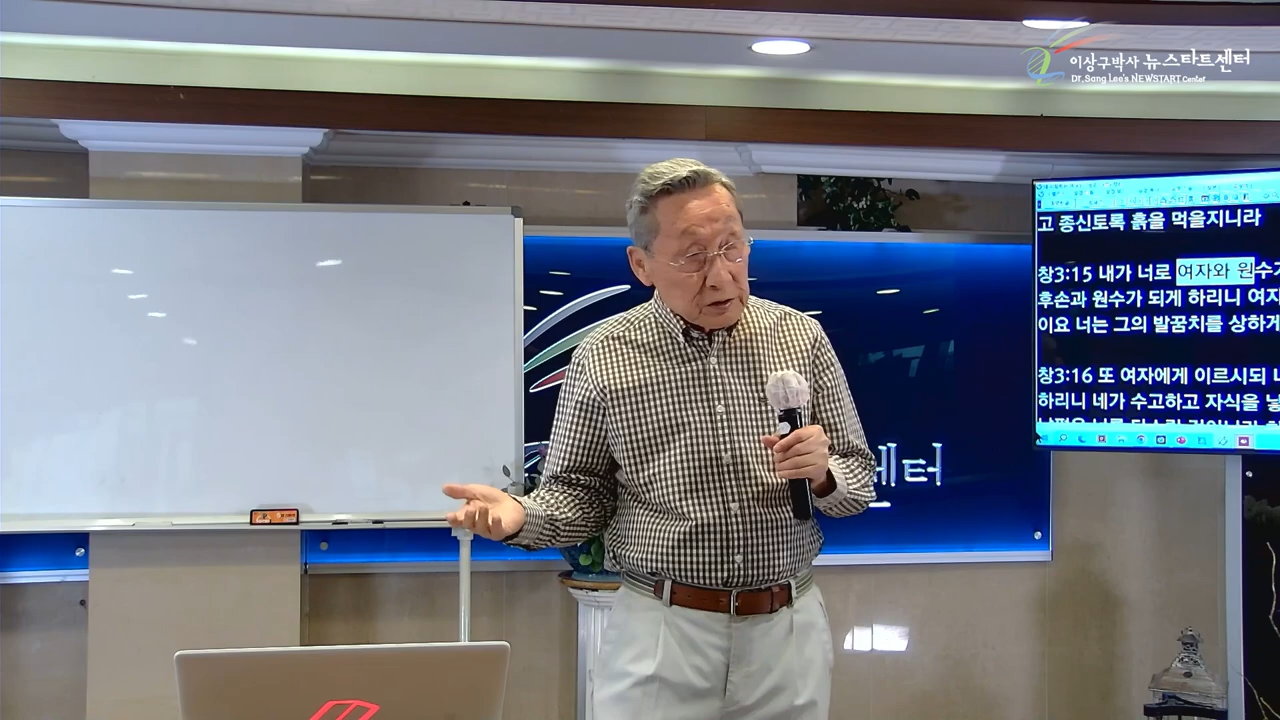 이상구박사 뉴스타트센터
Dr. Sang Lee's NEWSTART Center
고 종신토록 흙을 먹을지니라
창3:15 내가 너로 여자와 원수가
후손과 원수가 되게 하리니 여자
이요 너는 그의 발꿈치를 상하게
창3:16 또 여자에게 이르시되 내
하리니 네가 수고하고 자식을 낳
센터